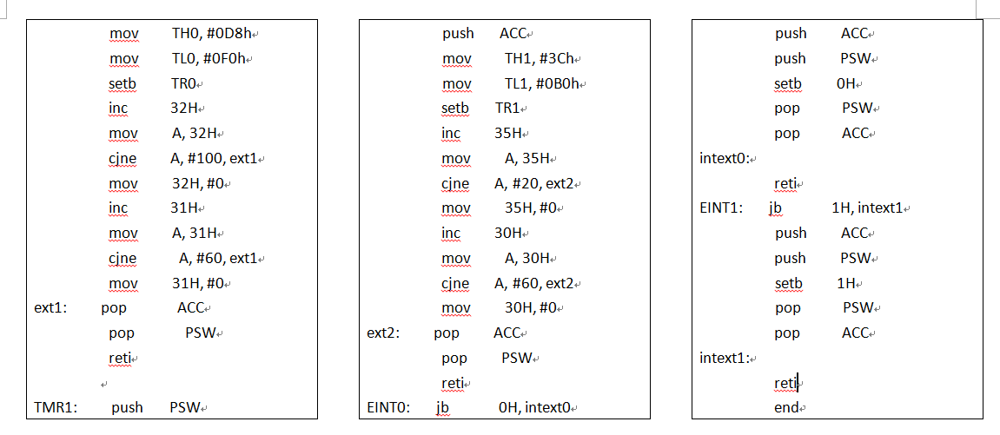 mov TH0, #0D8h
mov TL0, #0F0h
setb TR0
inc 32H
mov A, 32H
cjne A, #100, ext1
mov 32H, #0
inc 31H
mov A, 31H
cjne A, #60, ext1
mov 31H, #0
ext1: pop ACC
pop PSW
reti
TMR1: push PSW
push ACC
mov TH1, #3Ch
mov TL1, #0B0h
setb TR1
inc 35H
mov A, 35H
cjne A, #20, ext2
mov 35H, #0
inc 30H
mov A, 30H
cjne A, #60, ext2
mov 30H, #0
ext2: pop ACC
pop PSW
reti
EINT0: jb 0H, intext0
push ACC
push PSW
setb 0H
pop PSW
pop ACC
intext0:
reti
EINT1: jb 1H, intext1
push ACC
push PSW
setb 1H
pop PSW
pop ACC
intext1:
reti
end